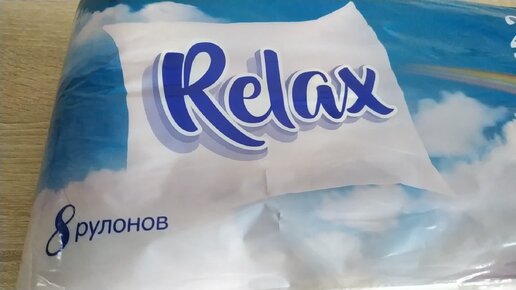 Relax
8 рулонов